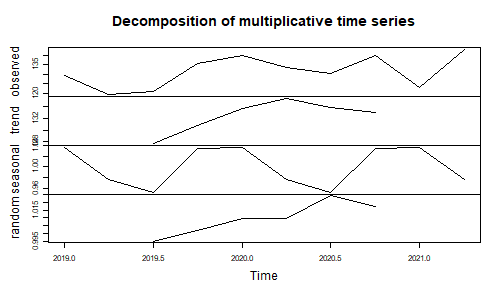 Decomposition of multiplicative time series
observed
120
135
trend
128
132
seasonal
0.96
1.00
random
0.995
1.015
2019.0
2019.5
2020.0
2020.5
2021.0
Time